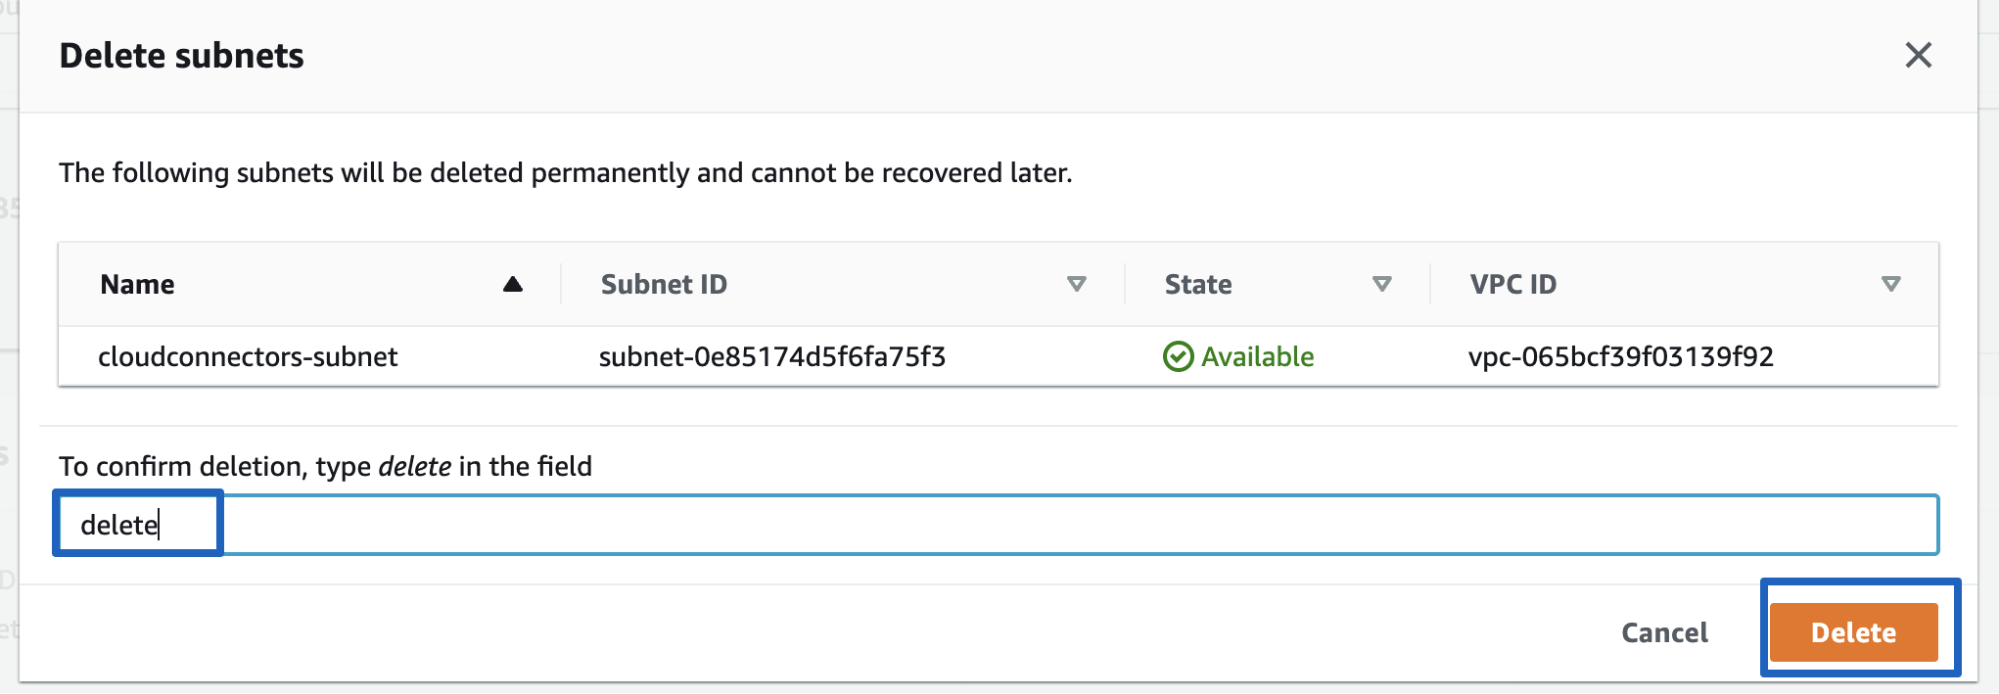 Delete subnets
The following subnets will be deleted permanently and cannot be recovered later.
Name Subnet ID State VPC ID
cloudconnectors-subnet subnet-0e85174d5f6fa75f3 Available vpc-065bcf39f03139f92
To confirm deletion, type delete in the field
delete
Cancel Delete